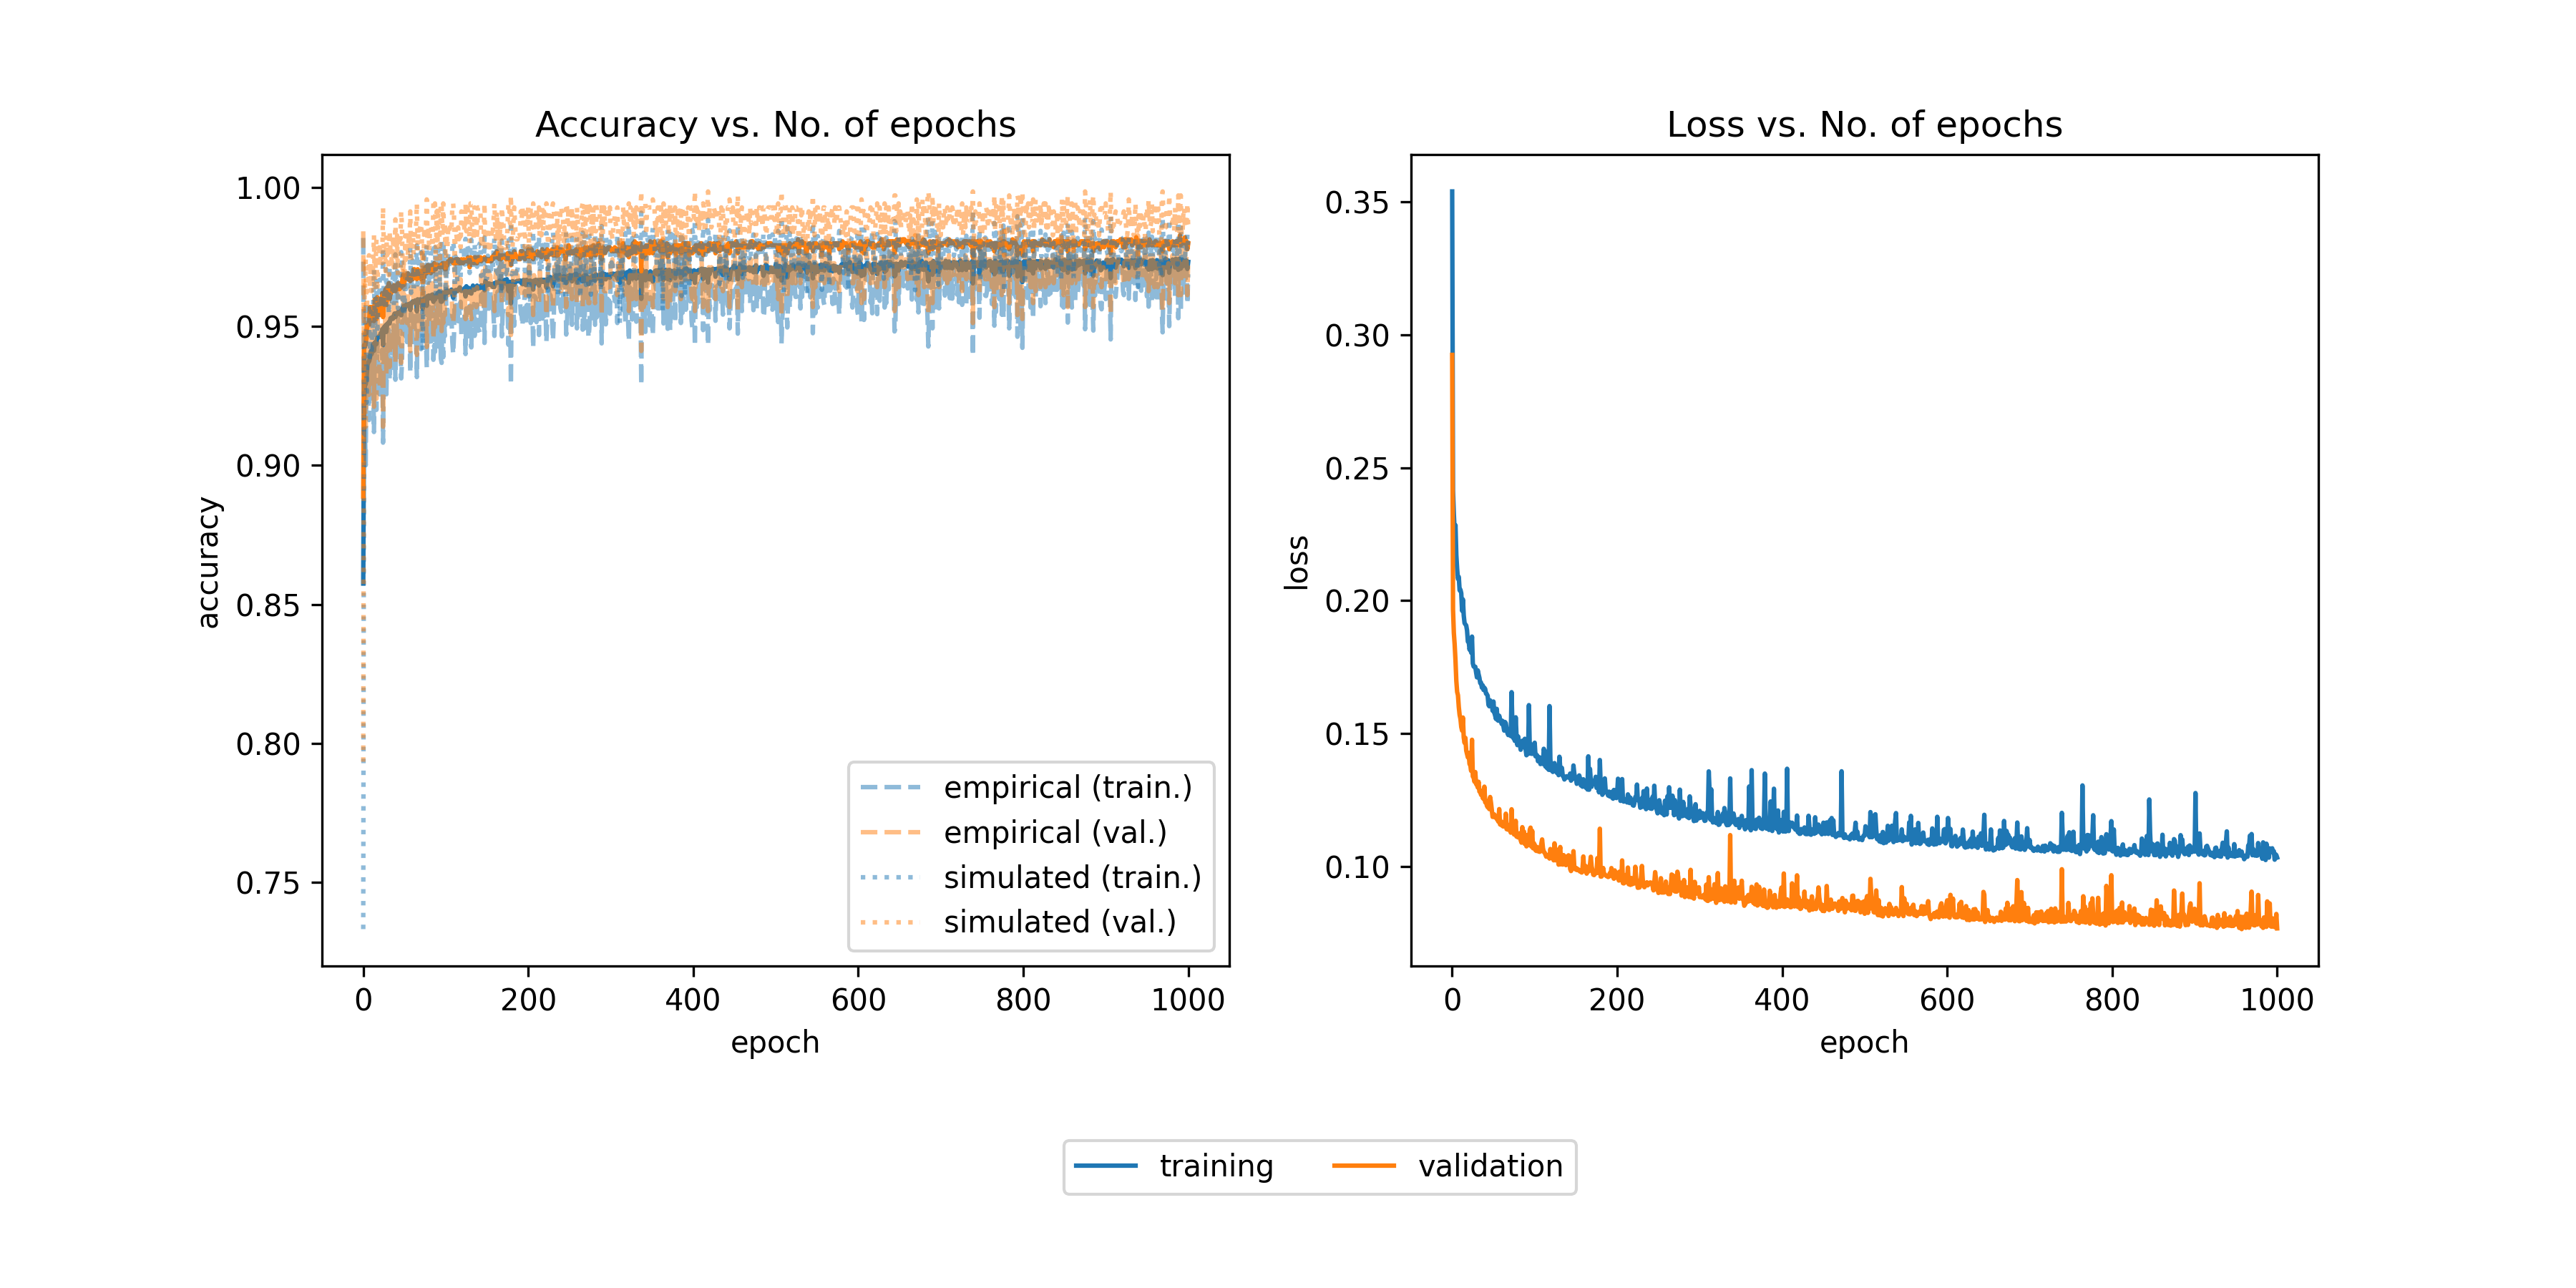 Accuracy vs. No. of epochs
1.00
0.95
0.90
0.85
0.80
0.75
accuracy
0 200 400 600 800 1000
epoch
empirical (train.)
empirical (val.)
simulated (train.)
simulated (val.)
Loss vs. No. of epochs
0.35
0.30
0.25
0.20
0.15
0.10
loss
0 200 400 600 800 1000
epoch
training validation